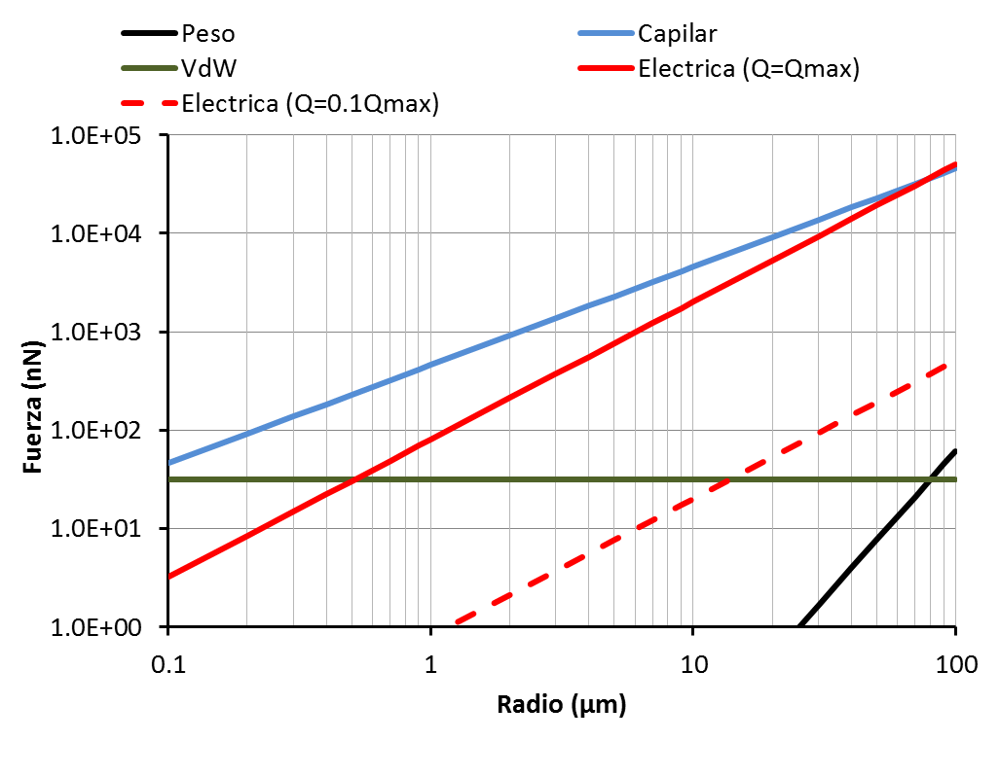 Peso
Capilar
VdW
Electrica (Q=Qmax)
Electrica (Q=0.1Qmax)
1.0E+05
1.0E+04
1.0E+03
1.0E+02
1.0E+01
1.0E+00
Fuerza (nN)
0.1
1
10
100
Radio (µm)